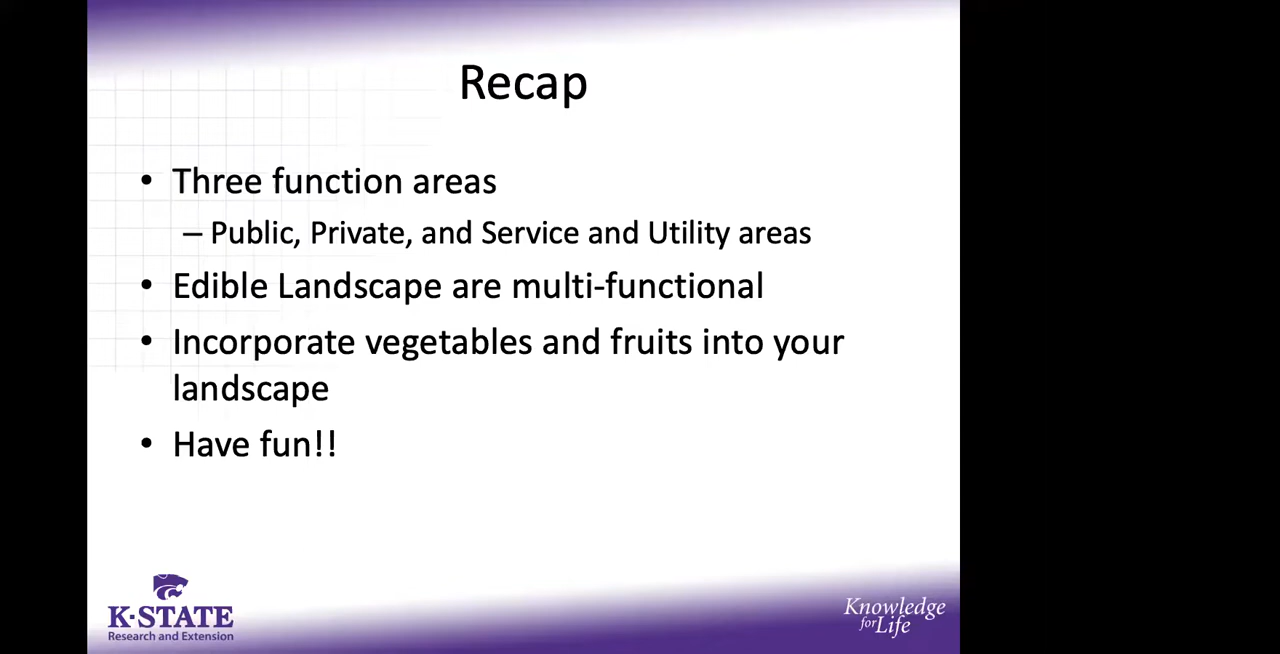 Recap
• Three function areas
– Public, Private, and Service and Utility areas
• Edible Landscape are multi-functional
• Incorporate vegetables and fruits into your
landscape
• Have fun!!
K-STATE
Research and Extension
Knowledge
for Life